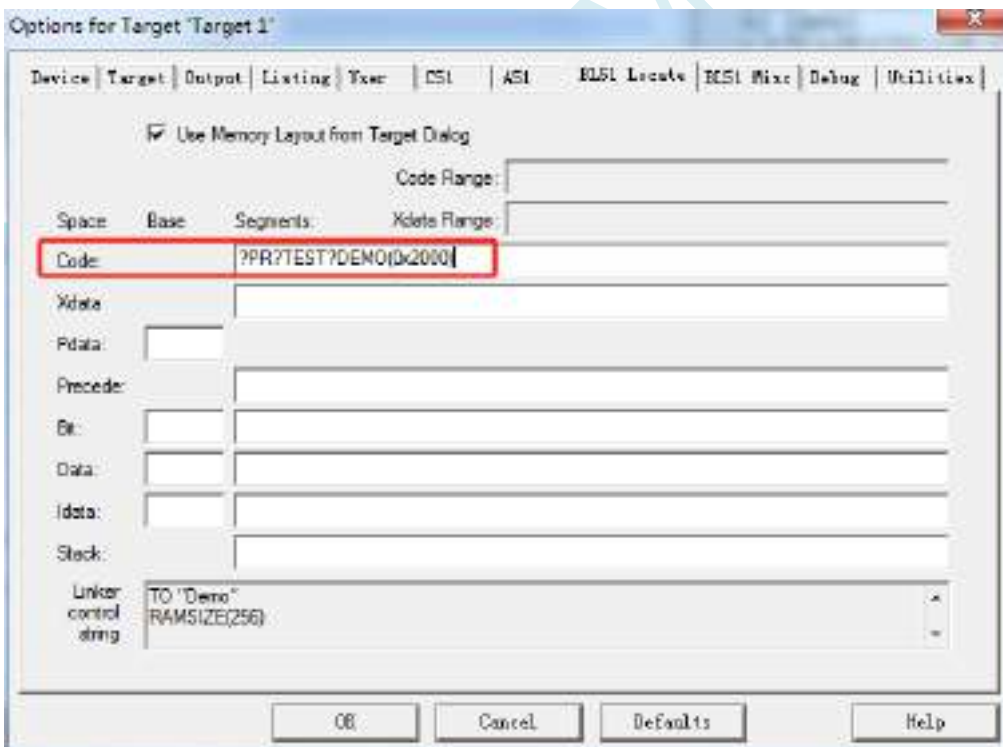 Options for Target 'Target 1'
Device Target Output Listing User C51 A51 BL51 Locate BL51 Misc Debug Utilities
Use Memory Layout from Target Dialog
Code Range:
Space Base Segments: Xdata Range:
Code: ?PR?TEST?DEMO(0x2000)
Xdata
Pdata:
Precede:
Bit:
Data:
Idata:
Stack:
Linker control string
TO "Demo"
RAMSIZE(256)
OK Cancel Defaults Help